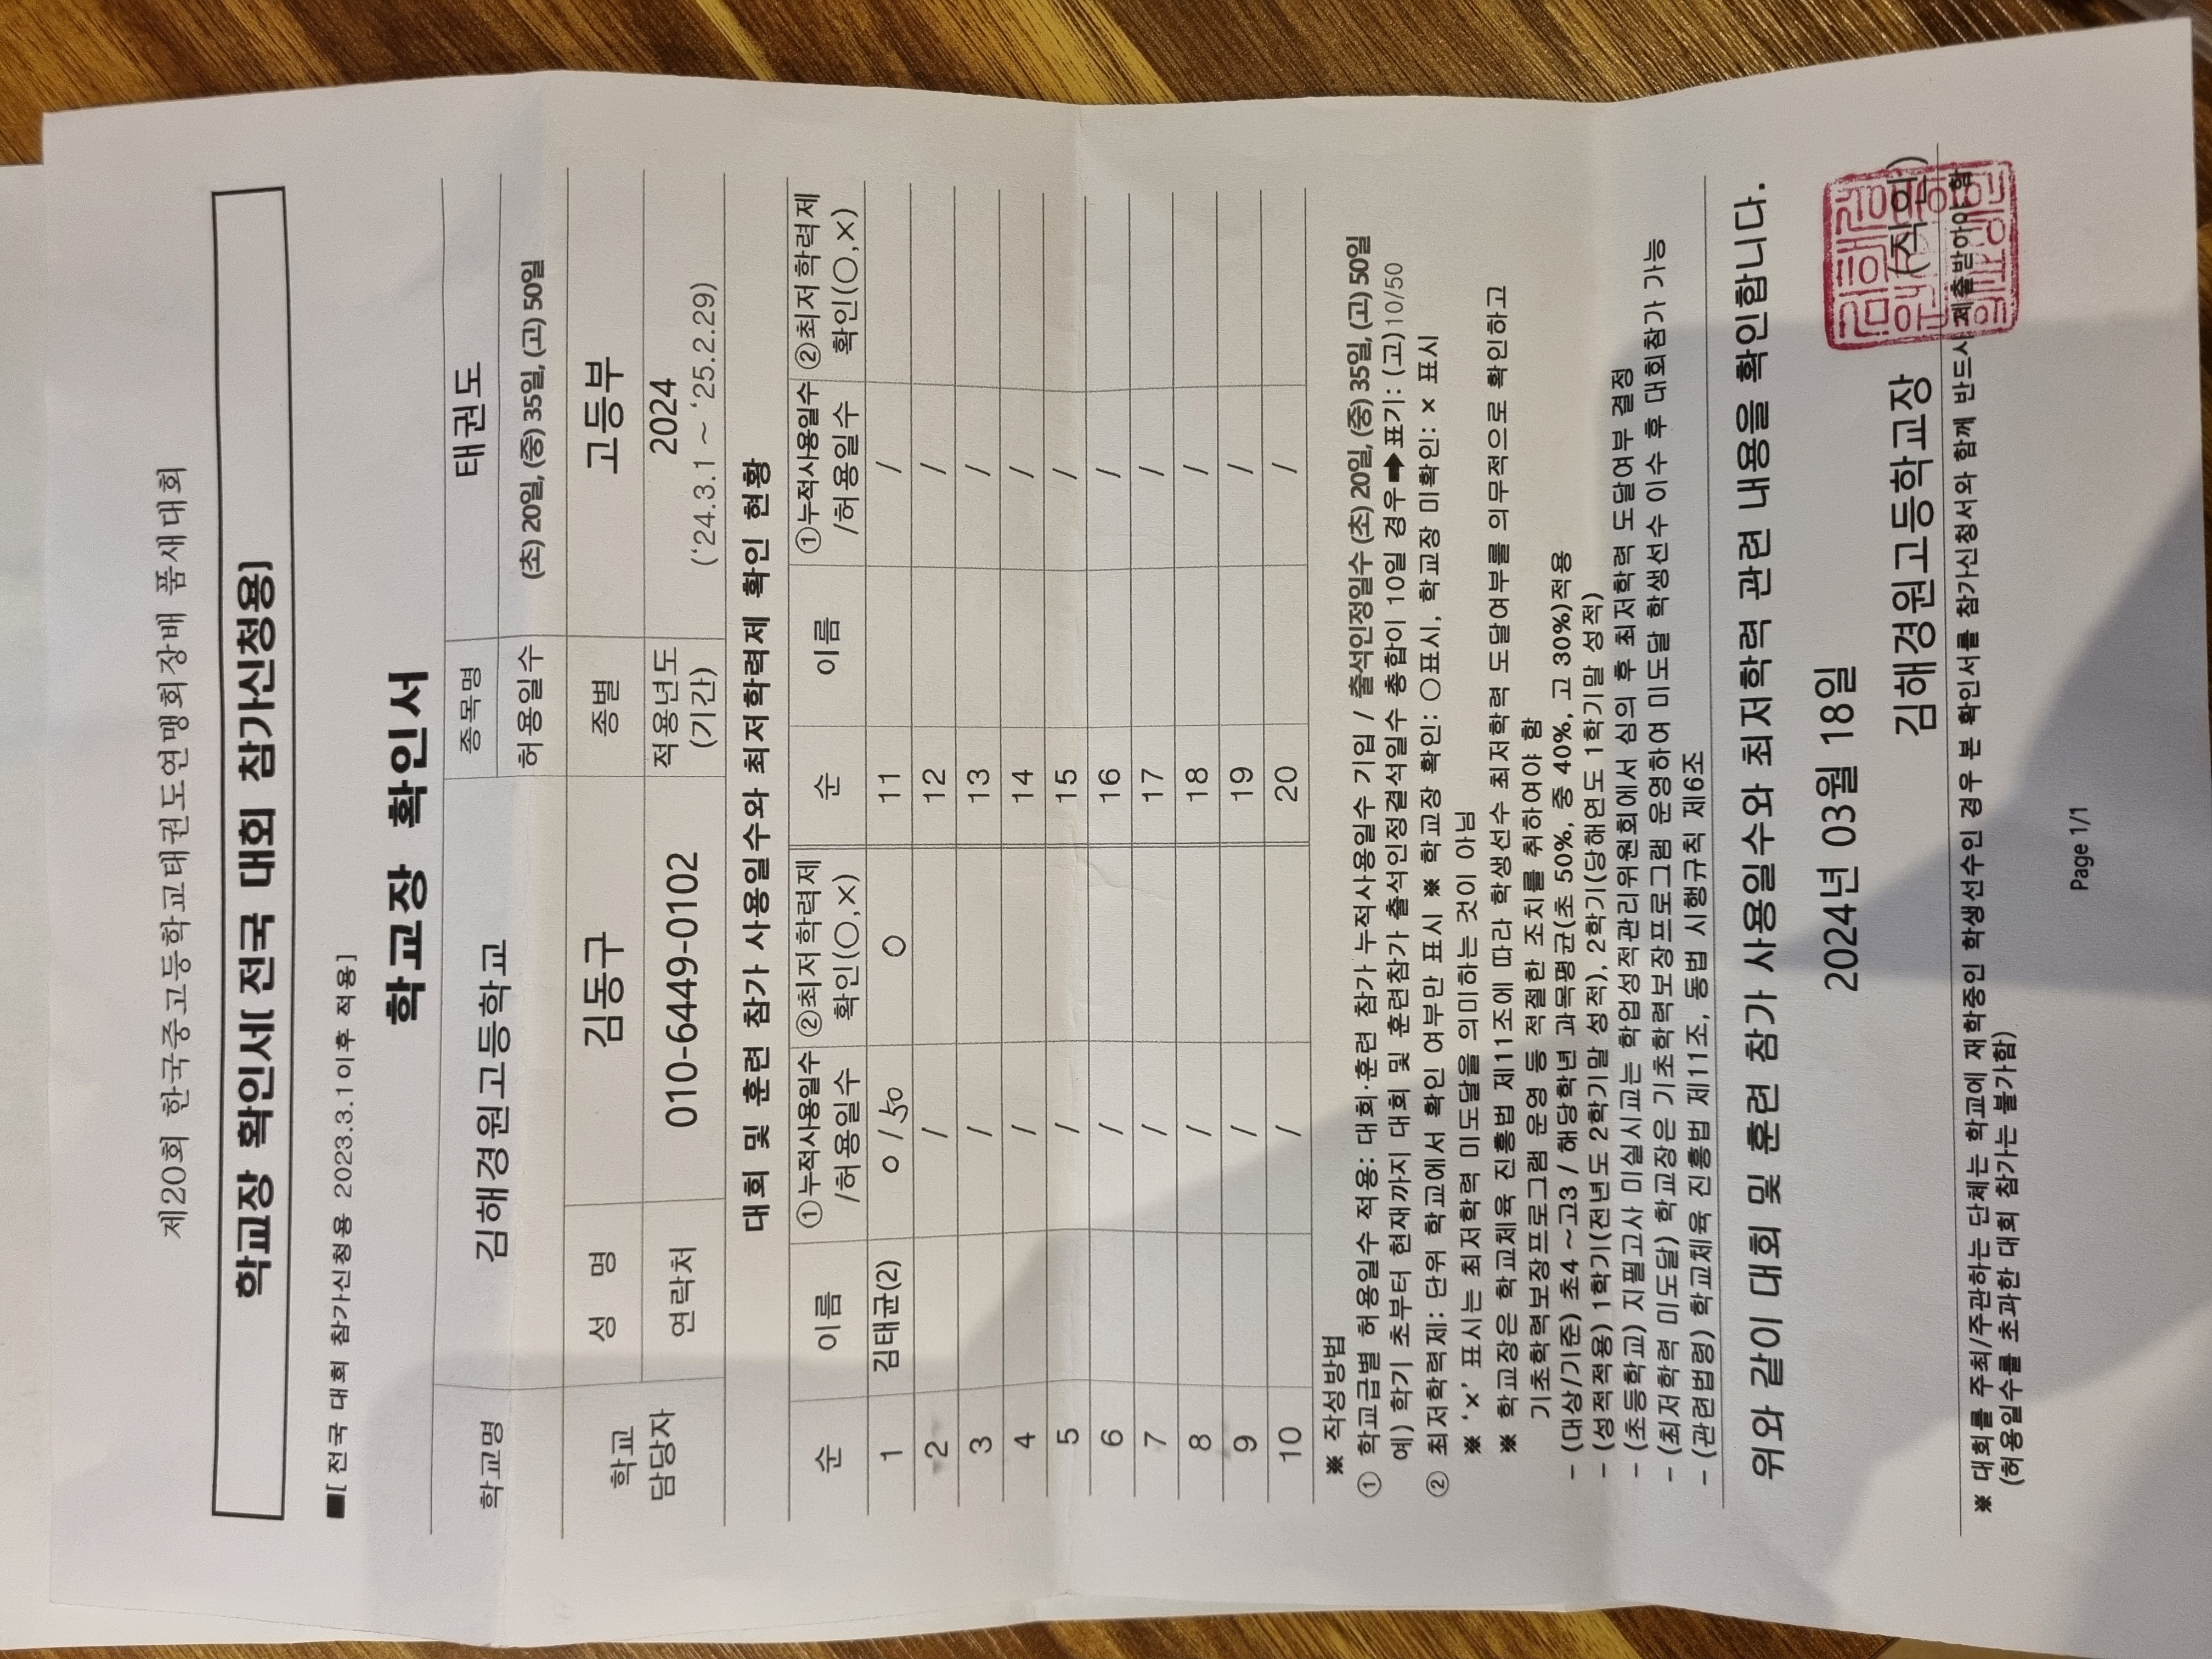 제20회 한국중고등학교태권도연맹회장배 품새대회
학교장 확인서[ 전국 대회 참가신청용]
■[ 전국 대회 참가신청용 2023.3.1이후 적용]
학교장 확인서
학교명 김해경원고등학교 종목명 태권도
허용일수 (초) 20일, (중) 35일, (고) 50일
학교 담당자 성 명 김동구 종별 고등부
연락처 010-6449-0102 적용년도 (기간) 2024 ('24.3.1 ~ '25.2.29)
대회 및 훈련 참가 사용일수와 최저학력제 확인 현황
순 이름 ①누적사용일수 /허용일수 ②최저학력제 확인(○,×) 순 이름 ①누적사용일수 /허용일수 ②최저학력제 확인(○,×)
1 김태균(2) 0 / 50 ○ 11 /
2 / 12 /
3 / 13 /
4 / 14 /
5 / 15 /
6 / 16 /
7 / 17 /
8 / 18 /
9 / 19 /
10 / 20 /
※ 작성방법
① 학교급별 허용일수 적용: 대회·훈련 참가 누적사용일수 기입 / 출석인정일수 (초) 20일, (중) 35일, (고) 50일
예) 학기 초부터 현재까지 대회 및 훈련참가 출석인정결석일수 총합이 10일 경우➡표기: (고)10/50
② 최저학력제: 단위 학교에서 확인 여부만 표시 ※ 학교장 확인: ○표시, 학교장 미확인: × 표시
※ '×' 표시는 최저학력 미도달을 의미하는 것이 아님
※ 학교장은 학교체육 진흥법 제11조에 따라 학생선수 최저학력 도달여부를 의무적으로 확인하고
기초학력보장프로그램 운영 등 적절한 조치를 취하여야 함
- (대상/기준) 초4 ~고3 / 해당학년 과목평균(초 50%, 중 40%, 고 30%)적용
- (성적적용) 1학기(전년도 2학기말 성적), 2학기(당해연도 1학기말 성적)
- (초등학교) 지필고사 미실시교는 학업성적관리위원회에서 심의 후 최저학력 도달여부 결정
- (최저학력 미도달) 학교장은 기초학력보장프로그램 운영하여 미도달 학생선수 이수 후 대회참가 가능
- (관련법령) 학교체육 진흥법 제11조, 동법 시행규칙 제6조
위와 같이 대회 및 훈련 참가 사용일수와 최저학력 관련 내용을 확인합니다.
2024년 03월 18일
김해경원고등학교장 (직인)
※ 대회를 주최/주관하는 단체는 학교에 재학중인 학생선수인 경우 본 확인서를 참가신청서와 함께 반드시 제출받아야 함
(허용일수를 초과한 대회 참가는 불가함)
Page 1/1